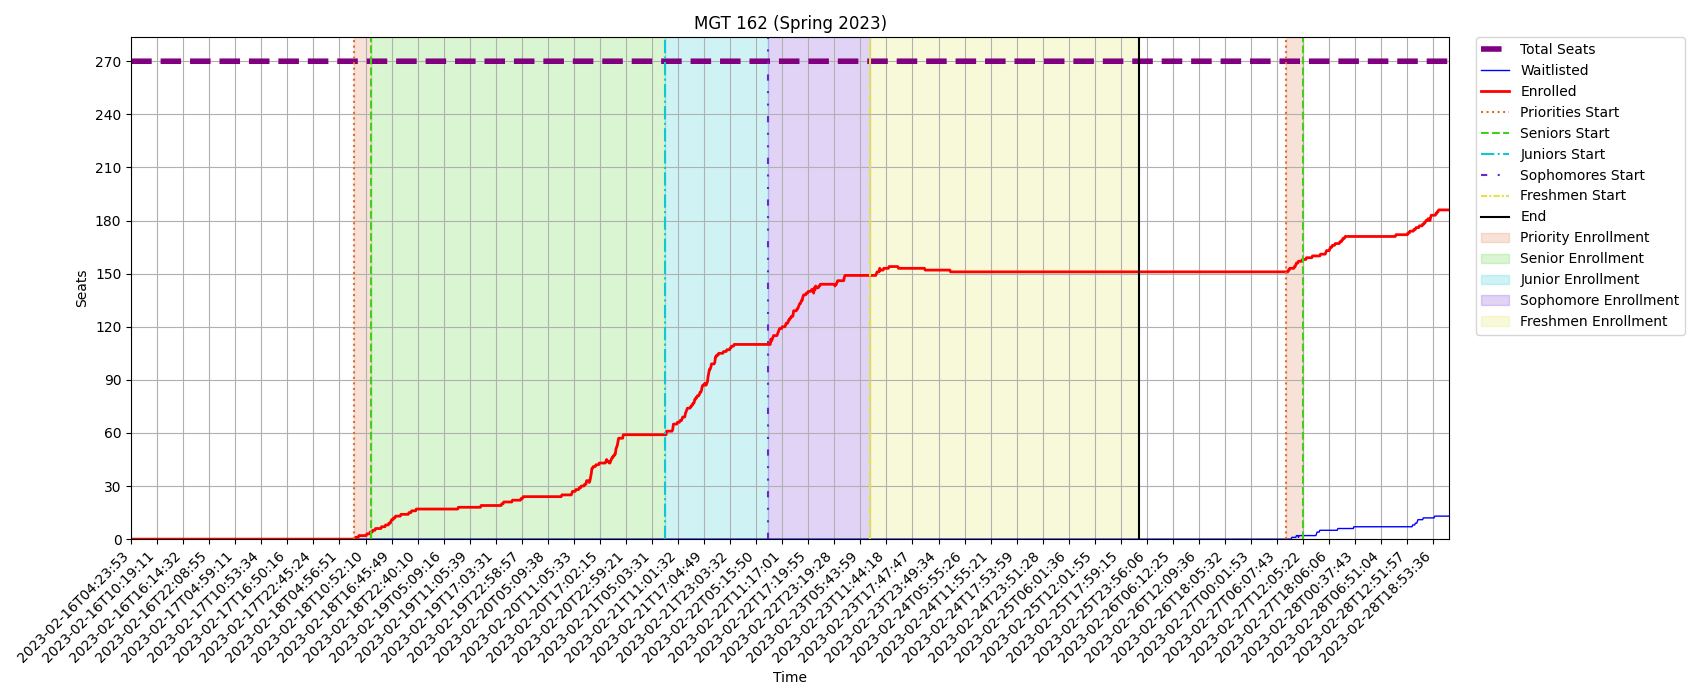 MGT 162 (Spring 2023)
Seats
270
240
210
180
150
120
90
60
30
0
2023-02-16T04:23:53
2023-02-16T10:19:11
2023-02-16T16:14:32
2023-02-16T22:08:55
2023-02-17T04:59:11
2023-02-17T10:53:34
2023-02-17T16:50:16
2023-02-17T22:45:24
2023-02-18T04:56:51
2023-02-18T10:52:10
2023-02-18T16:45:49
2023-02-18T22:40:10
2023-02-19T05:09:16
2023-02-19T11:05:39
2023-02-19T17:03:31
2023-02-19T22:58:57
2023-02-20T05:09:38
2023-02-20T11:05:33
2023-02-20T17:02:15
2023-02-20T22:59:21
2023-02-21T05:03:31
2023-02-21T11:01:32
2023-02-21T17:04:49
2023-02-21T23:03:32
2023-02-22T05:15:50
2023-02-22T11:17:01
2023-02-22T17:19:55
2023-02-22T23:19:28
2023-02-23T05:43:59
2023-02-23T11:44:18
2023-02-23T17:47:47
2023-02-23T23:49:34
2023-02-24T05:55:26
2023-02-24T11:55:21
2023-02-24T17:53:59
2023-02-24T23:51:28
2023-02-25T06:01:36
2023-02-25T12:01:55
2023-02-25T17:59:15
2023-02-25T23:56:06
2023-02-26T06:12:25
2023-02-26T12:09:36
2023-02-26T18:05:32
2023-02-27T00:01:53
2023-02-27T06:07:43
2023-02-27T12:05:22
2023-02-27T18:06:06
2023-02-28T00:37:43
2023-02-28T06:51:04
2023-02-28T12:51:57
2023-02-28T18:53:36
Time
Total Seats
Waitlisted
Enrolled
Priorities Start
Seniors Start
Juniors Start
Sophomores Start
Freshmen Start
End
Priority Enrollment
Senior Enrollment
Junior Enrollment
Sophomore Enrollment
Freshmen Enrollment